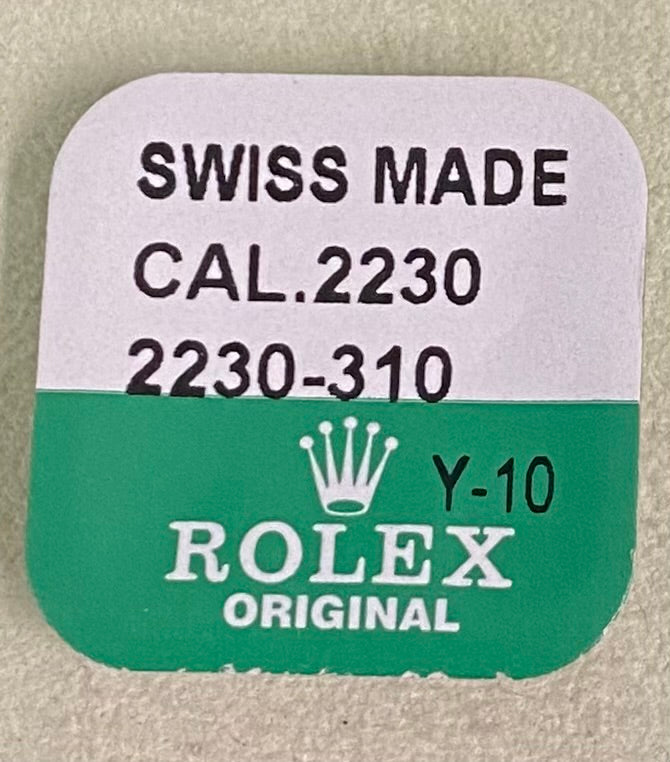 SWISS MADE
CAL.2230
2230-310
Y-10
ROLEX
ORIGINAL